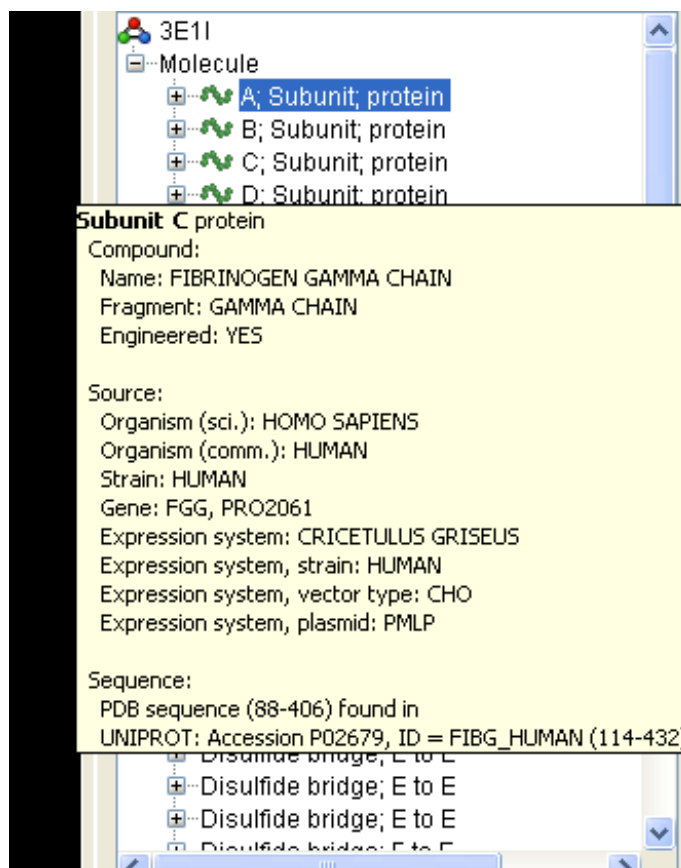 3E1I
Molecule
A; Subunit; protein
B; Subunit; protein
C; Subunit; protein
D; Subunit; protein
Subunit C protein
Compound:
Name: FIBRINOGEN GAMMA CHAIN
Fragment: GAMMA CHAIN
Engineered: YES
Source:
Organism (sci.): HOMO SAPIENS
Organism (comm.): HUMAN
Strain: HUMAN
Gene: FGG, PRO2061
Expression system: CRICETULUS GRISEUS
Expression system, strain: HUMAN
Expression system, vector type: CHO
Expression system, plasmid: PMLP
Sequence:
PDB sequence (88-406) found in
UNIPROT: Accession P02679, ID = FIBG_HUMAN (114-432)
Disulfide bridge; E to E
Disulfide bridge; E to E
Disulfide bridge; E to E
Disulfide bridge; E to E